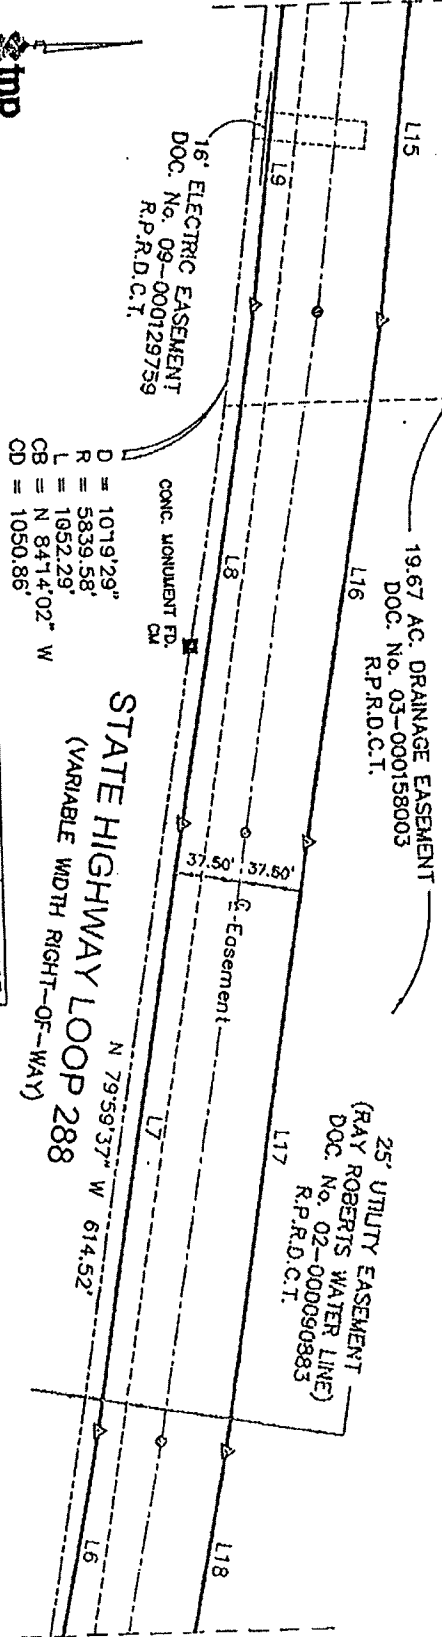 L15
L9
16' ELECTRIC EASEMENT
DOC. No. 09-000129759
R.P.R.D.C.T.
19.67 AC. DRAINAGE EASEMENT
DOC. No. 03-000158003
R.P.R.D.C.T.
L16
L8
D = 10°19'29"
R = 5839.58'
L = 1052.29'
CB = N 84°14'02" W
CD = 1050.86'
CONC. MONUMENT FD.
CM
37.50' 37.50'
-Easement
STATE HIGHWAY LOOP 288
(VARIABLE WIDTH RIGHT-OF-WAY)
N 79°59'37" W 614.52'
L7
L17
25' UTILITY EASEMENT
(RAY ROBERTS WATER LINE)
DOC. No. 02-000090883
R.P.R.D.C.T.
L6
L18